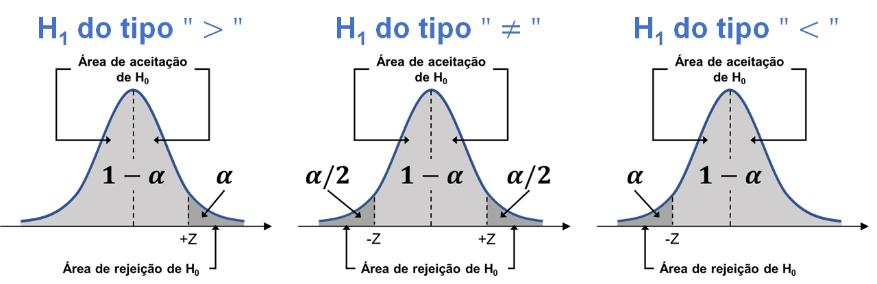 H₁ do tipo " > "
Área de aceitação
de H₀
1 − α
α
+Z
Área de rejeição de H₀
H₁ do tipo " ≠ "
Área de aceitação
de H₀
α/2
1 − α
α/2
-Z
+Z
Área de rejeição de H₀
H₁ do tipo " < "
Área de aceitação
de H₀
α
1 − α
-Z
Área de rejeição de H₀